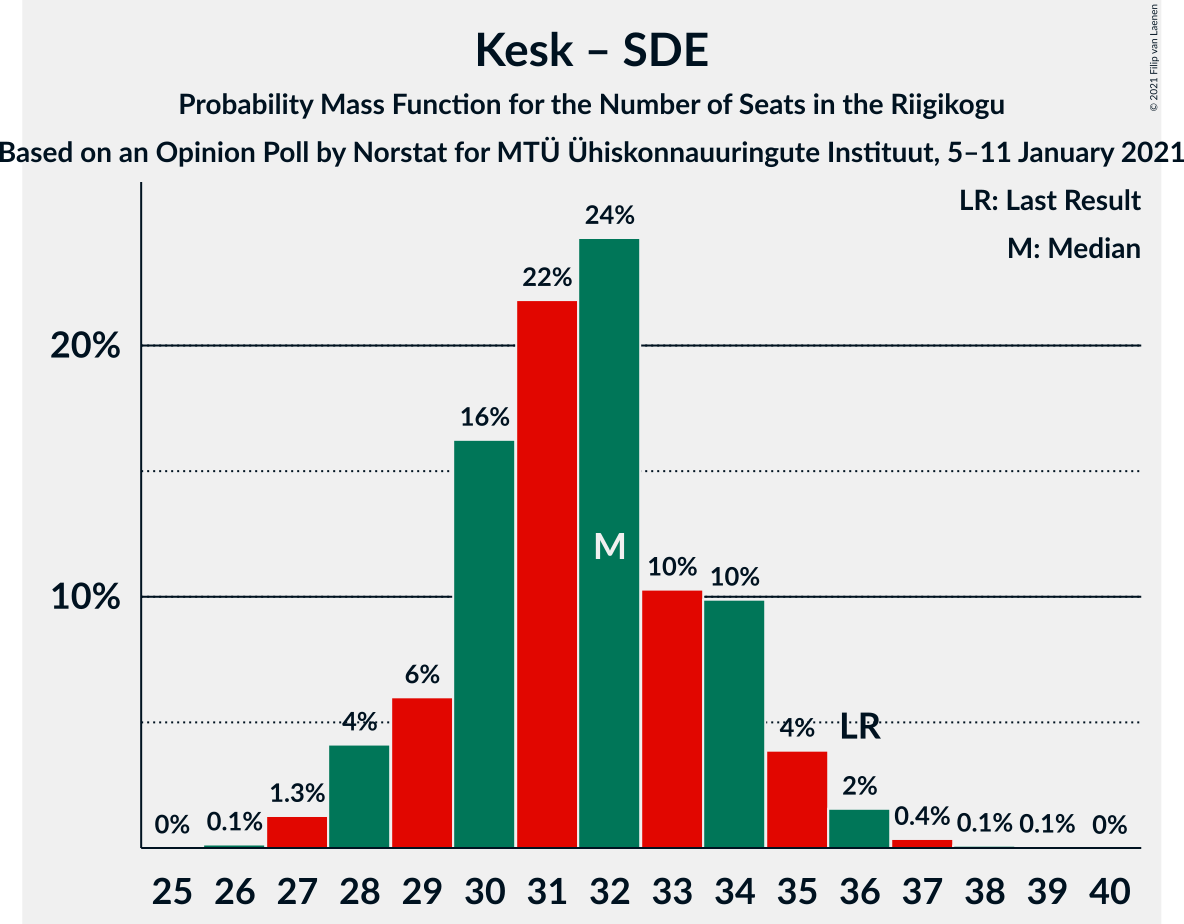 Kesk – SDE
Probability Mass Function for the Number of Seats in the Riigikogu
Based on an Opinion Poll by Norstat for MTÜ Ühiskonnauuringute Instituut, 5–11 January 2021
© 2021 Filip van Laenen
LR: Last Result
M: Median
20%
10%
0%
0.1%
1.3%
4%
6%
16%
22%
24%
M
10%
10%
4%
LR
2%
0.4%
0.1%
0.1%
0%
25 26 27 28 29 30 31 32 33 34 35 36 37 38 39 40